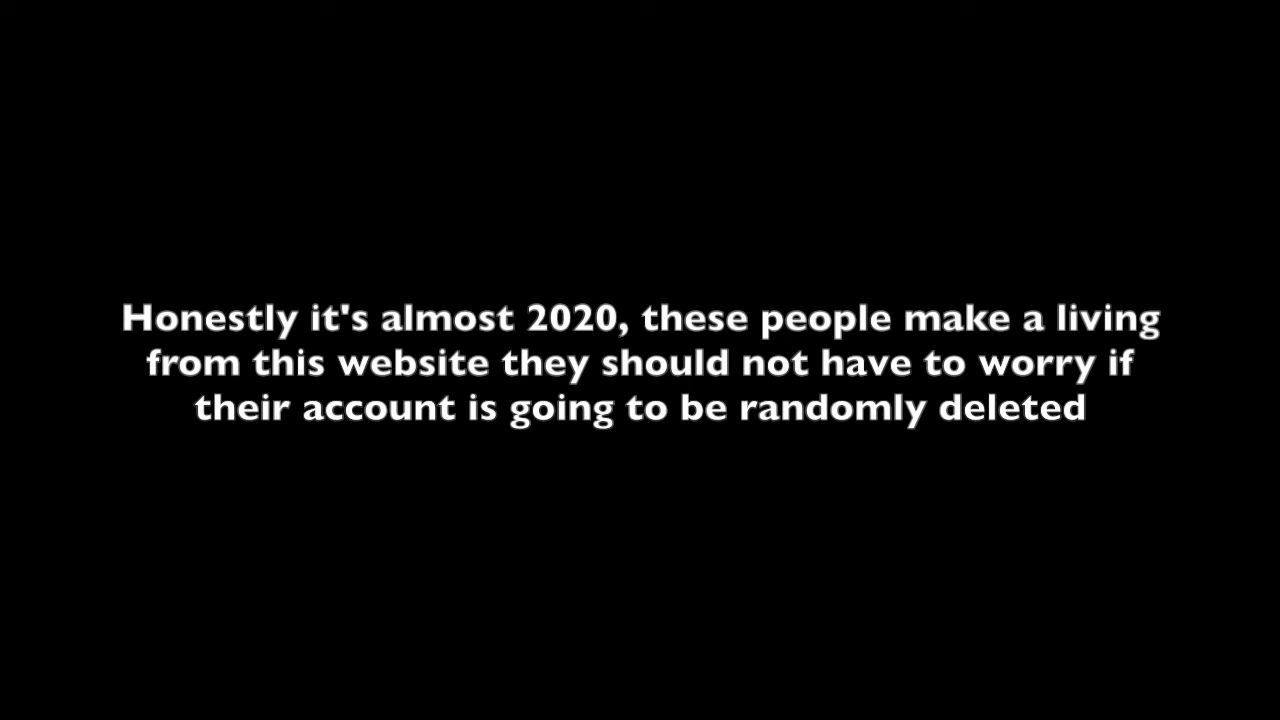 Honestly it's almost 2020, these people make a living
from this website they should not have to worry if
their account is going to be randomly deleted